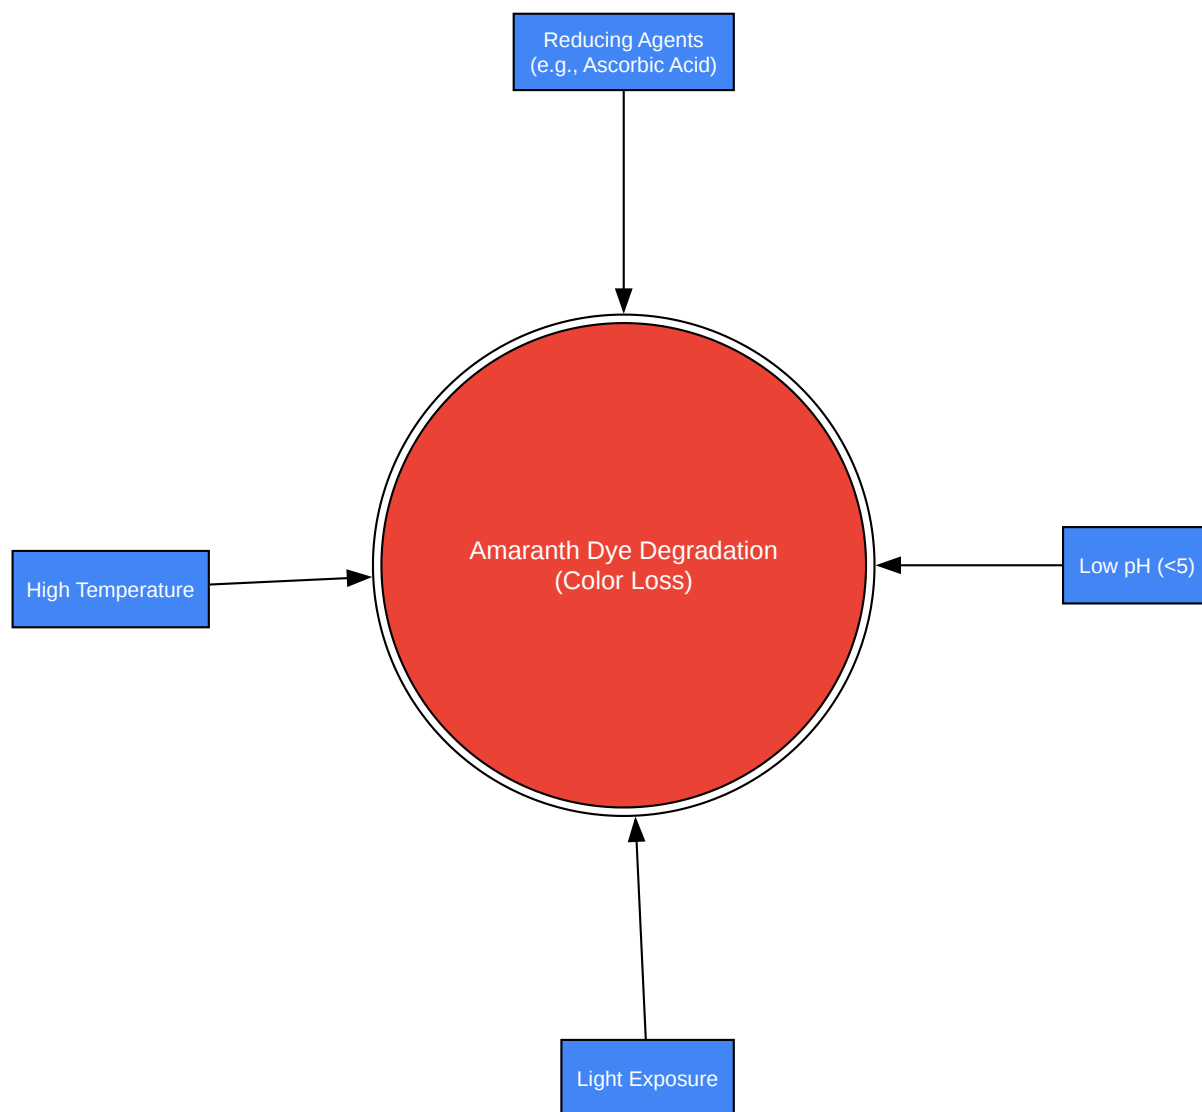 Reducing Agents
(e.g., Ascorbic Acid)
Amaranth Dye Degradation
(Color Loss)
High Temperature
Low pH (<5)
Light Exposure